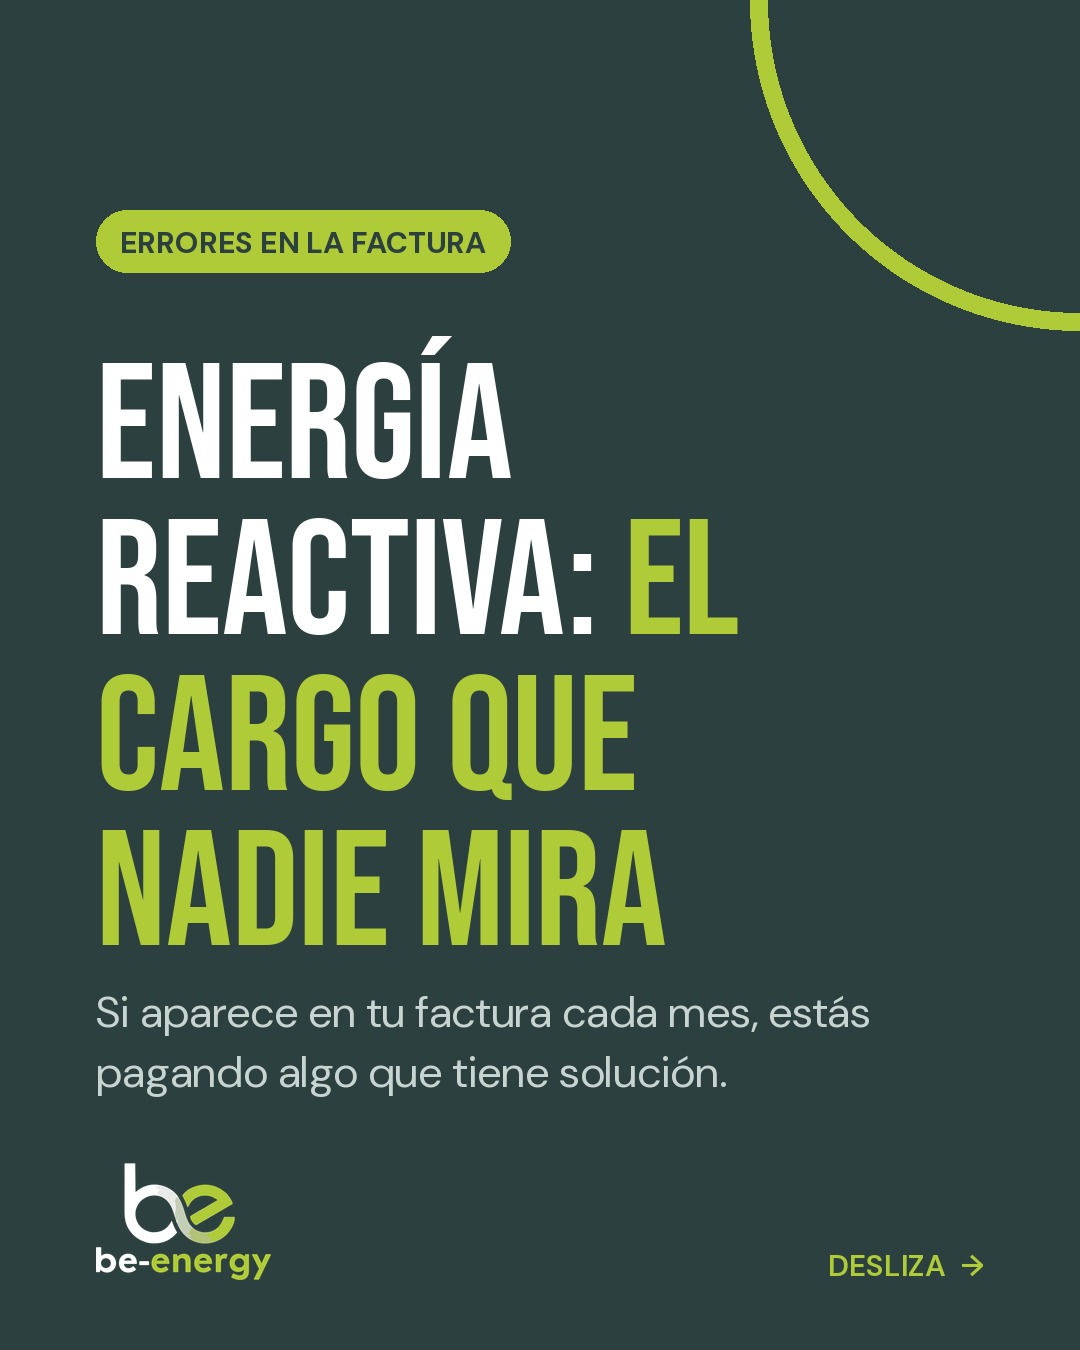 ERRORES EN LA FACTURA
ENERGÍA
REACTIVA: EL
CARGO QUE
NADIE MIRA
Si aparece en tu factura cada mes, estás
pagando algo que tiene solución.
be
be-energy
DESLIZA →